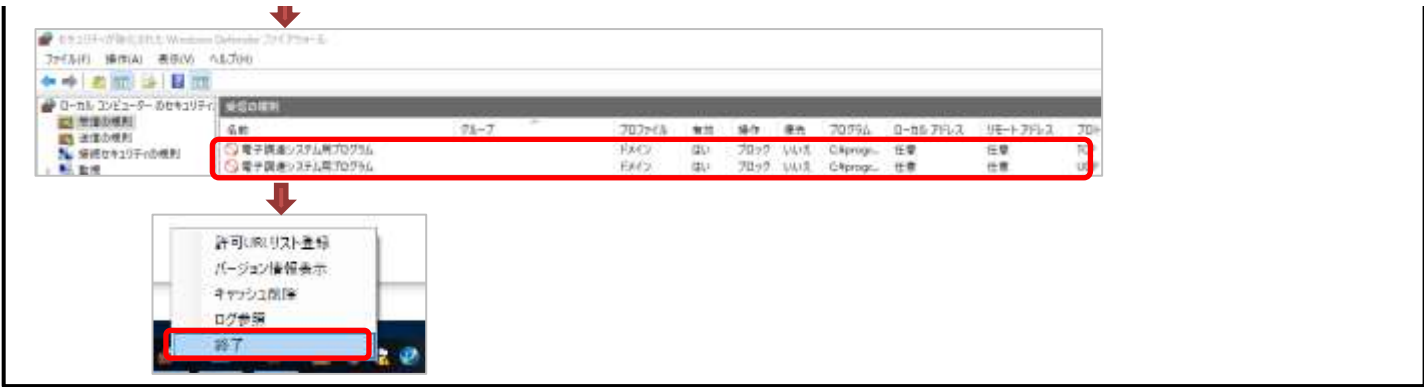 セキュリティが強化された Windows Defender ファイアウォール
ファイル(F) 操作(A) 表示(V) ヘルプ(H)
ローカル コンピューター のセキュリティ
受信の規則
送信の規則
接続セキュリティの規則
監視
受信の規則
名前 グループ プロファイル 有効 操作 優先 プログラム ローカル アドレス リモート アドレス プロ
電子調達システム用プログラム ドメイン はい ブロック いいえ C:¥progr... 任意 任意
電子調達システム用プログラム ドメイン はい ブロック いいえ C:¥progr... 任意 任意
許可URLリスト登録
バージョン情報表示
キャッシュ削除
ログ参照
終了